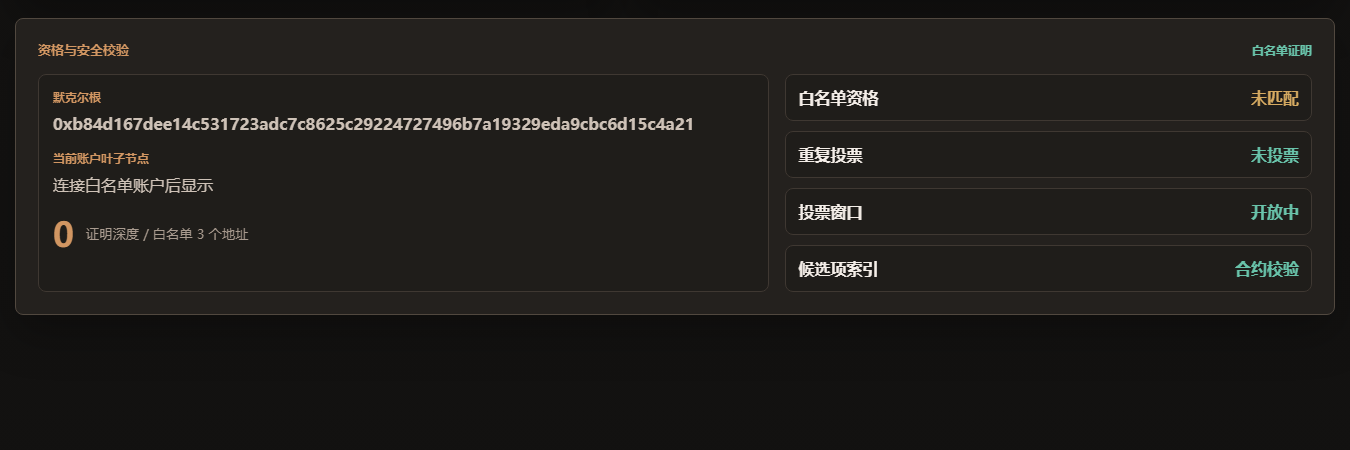 资格与安全校验
白名单证明
默克尔根
0xb84d167dee14c531723adc7c8625c29224727496b7a19329eda9cbc6d15c4a21
当前账户叶子节点
连接白名单账户后显示
0 证明深度 / 白名单 3 个地址
白名单资格 未匹配
重复投票 未投票
投票窗口 开放中
候选项索引 合约校验